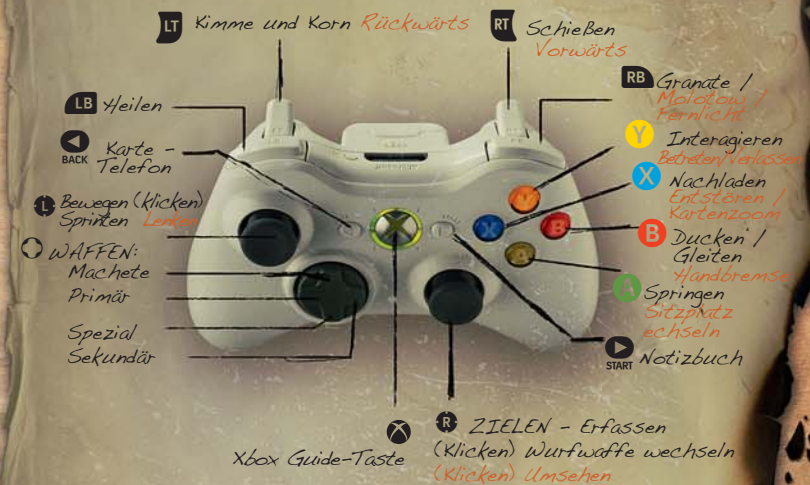 LT Kimme und Korn Rückwärts
RT Schießen
Vorwärts
LB Heilen
RB Granate /
Molotow /
Fernlicht
BACK Karte -
Telefon
Y Interagieren
Betreten/Verlassen
X Nachladen
Entstören /
Kartenzoom
L Bewegen (klicken)
Sprinten Lenken
B Ducken /
Gleiten
Handbremse
WAFFEN:
Machete
Primär
Spezial
Sekundär
A Springen
Sitzplatz
echseln
START Notizbuch
Xbox Guide-Taste
R ZIELEN - Erfassen
(Klicken) Wurfwaffe wechseln
(Klicken) Umsehen
Y
X
B
A